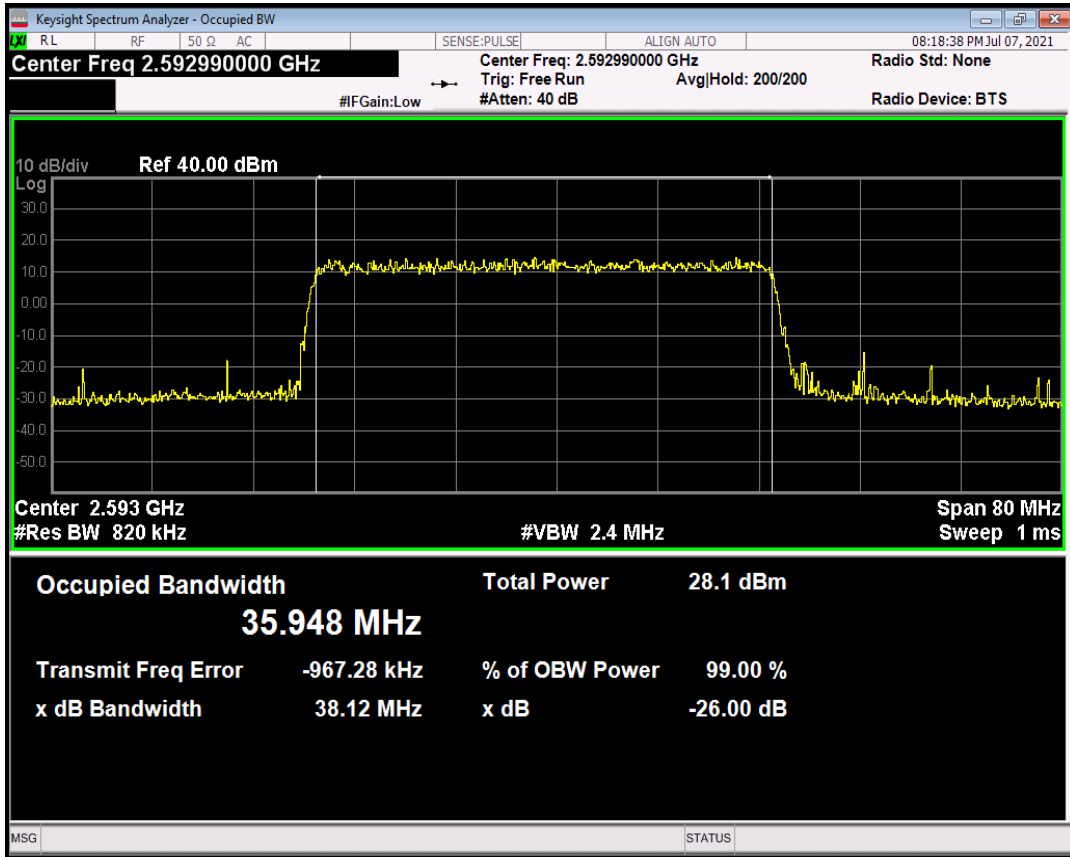 Keysight Spectrum Analyzer - Occupied BW
LXI RL RF 50 Ω AC SENSE:PULSE ALIGN AUTO 08:18:38 PM Jul 07, 2021
Center Freq 2.592990000 GHz
Center Freq: 2.592990000 GHz Radio Std: None
Trig: Free Run Avg|Hold: 200/200
#IFGain:Low #Atten: 40 dB Radio Device: BTS
10 dB/div Ref 40.00 dBm
Log
30.0
20.0
10.0
0.00
-10.0
-20.0
-30.0
-40.0
-50.0
Center 2.593 GHz Span 80 MHz
#Res BW 820 kHz #VBW 2.4 MHz Sweep 1 ms
Occupied Bandwidth Total Power 28.1 dBm
35.948 MHz
Transmit Freq Error -967.28 kHz % of OBW Power 99.00 %
x dB Bandwidth 38.12 MHz x dB -26.00 dB
MSG STATUS